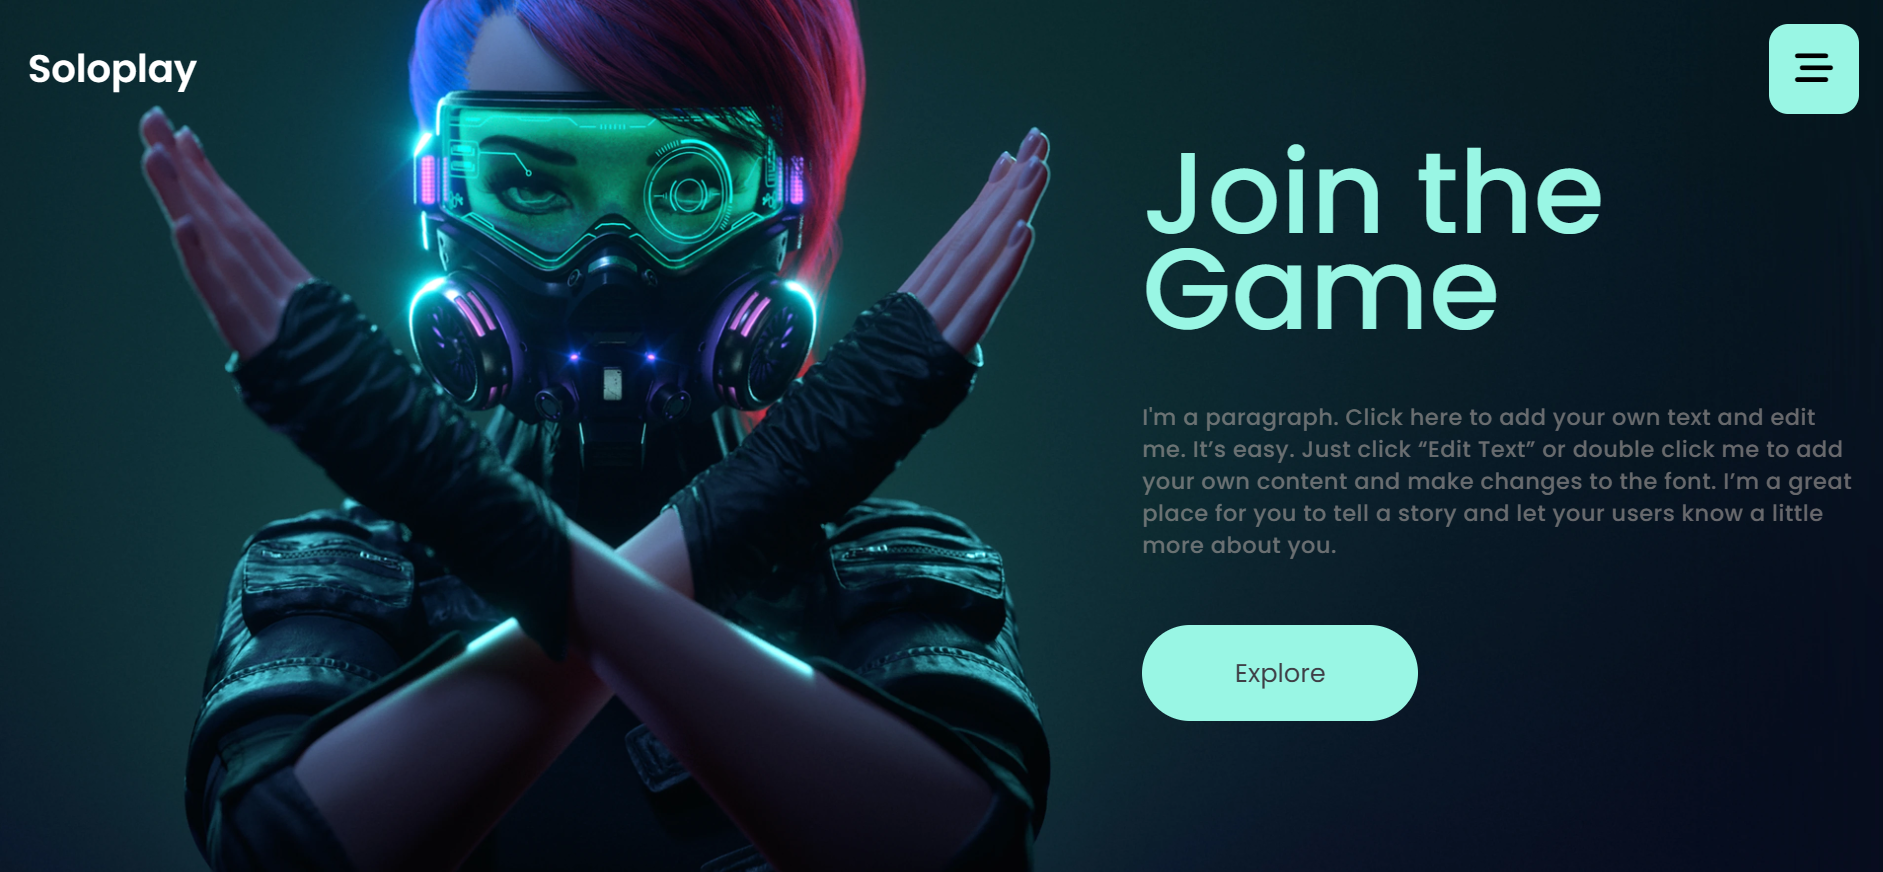 Soloplay
Join the
Game
I'm a paragraph. Click here to add your own text and edit
me. It’s easy. Just click “Edit Text” or double click me to add
your own content and make changes to the font. I’m a great
place for you to tell a story and let your users know a little
more about you.
Explore